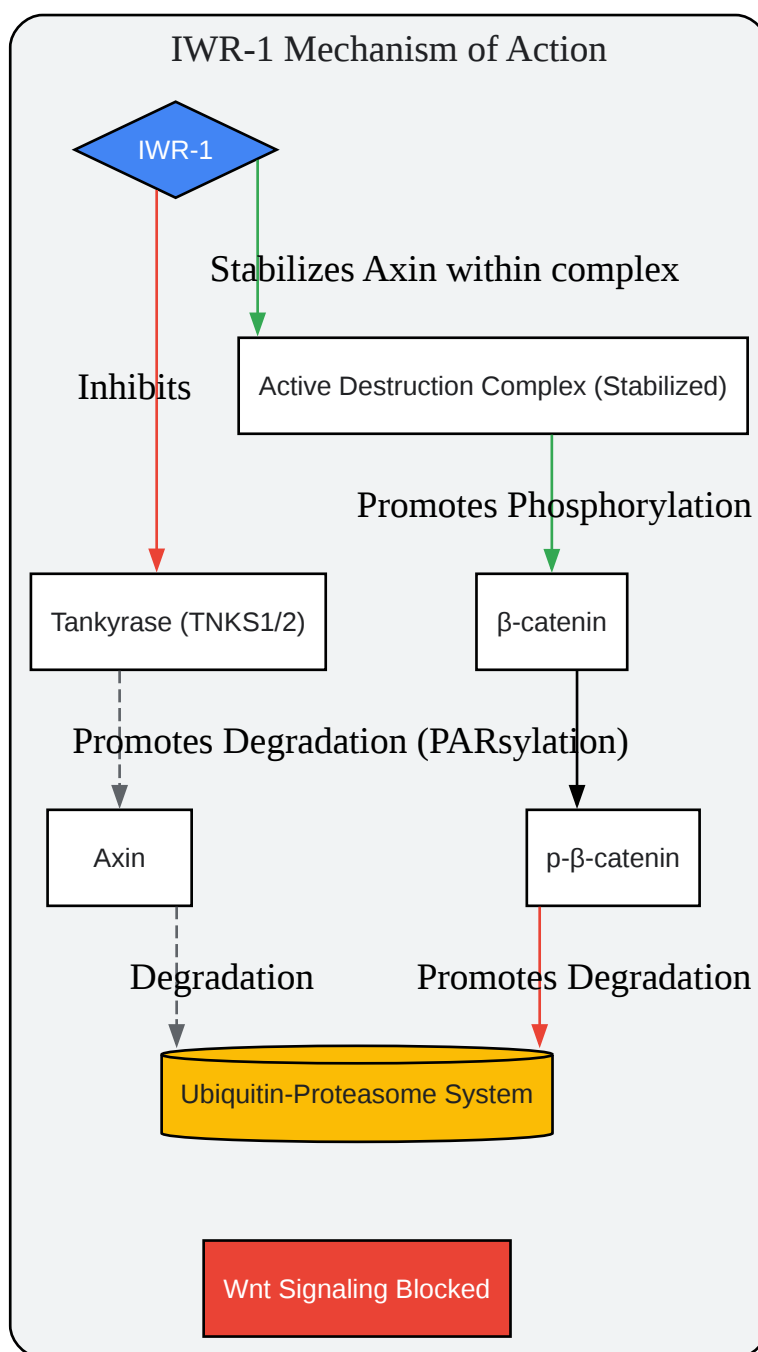 IWR-1 Mechanism of Action
IWR-1
Stabilizes Axin within complex
Active Destruction Complex (Stabilized)
Inhibits
Promotes Phosphorylation
Tankyrase (TNKS1/2)
β-catenin
Promotes Degradation (PARsylation)
Axin
p-β-catenin
Degradation
Promotes Degradation
Ubiquitin-Proteasome System
Wnt Signaling Blocked